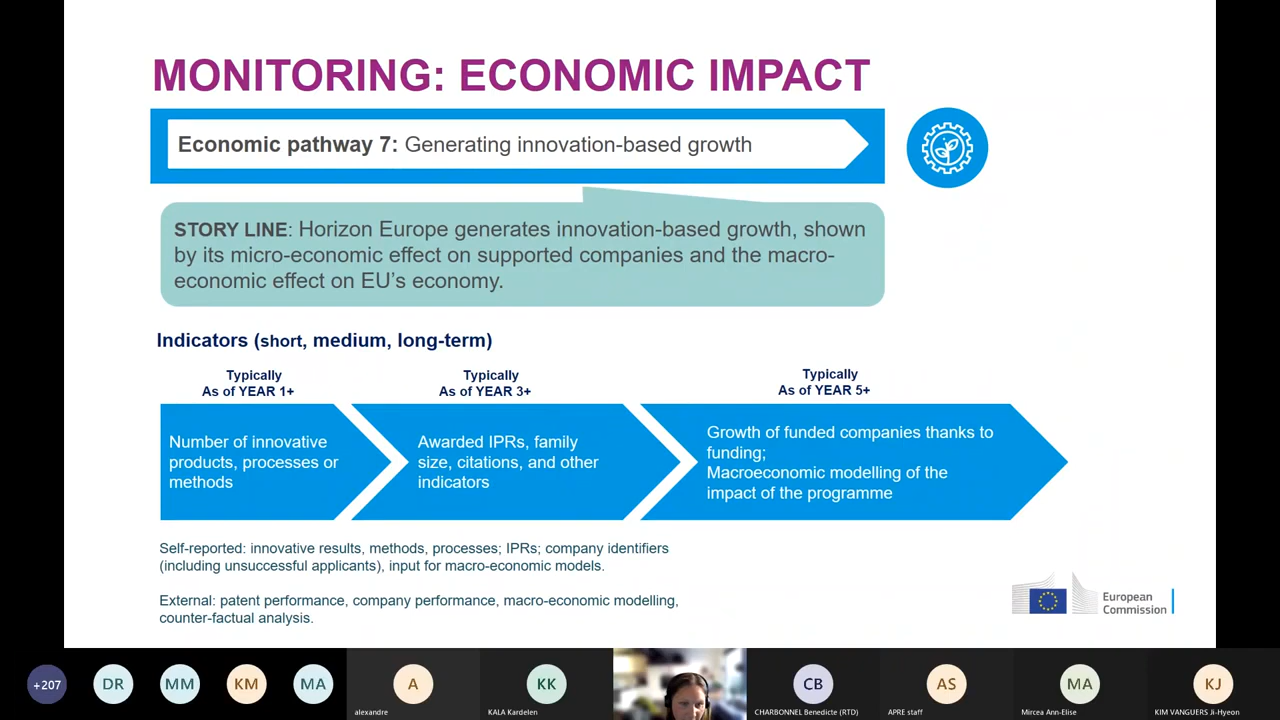 MONITORING: ECONOMIC IMPACT
Economic pathway 7: Generating innovation-based growth
STORY LINE: Horizon Europe generates innovation-based growth, shown
by its micro-economic effect on supported companies and the macro-
economic effect on EU's economy.
Indicators (short, medium, long-term)
Typically
As of YEAR 1+
Typically
As of YEAR 3+
Typically
As of YEAR 5+
Number of innovative
products, processes or
methods
Awarded IPRs, family
size, citations, and other
indicators
Growth of funded companies thanks to
funding;
Macroeconomic modelling of the
impact of the programme
Self-reported: innovative results, methods, processes; IPRs; company identifiers
(including unsuccessful applicants), input for macro-economic models.
External: patent performance, company performance, macro-economic modelling,
counter-factual analysis.
European
Commission
+207
DR
MM
KM
MA
A
alexandre
KK
KALA Kardelen
CB
CHARBONNEL Benedicte (RTD)
AS
APRE staff
MA
Mircea Ann-Elise
KJ
KIM VANGUERS Ji-Hyeon